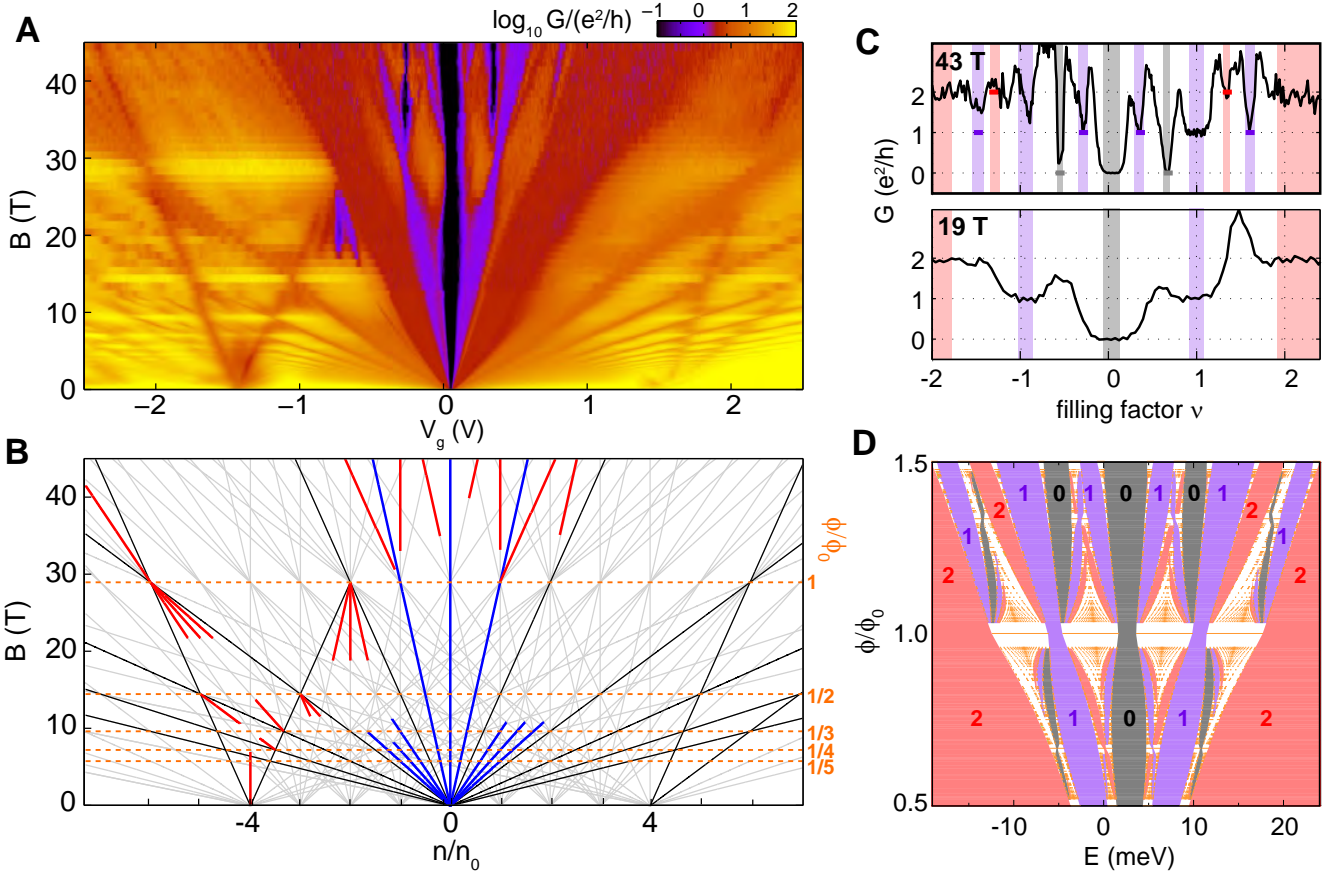 A
log10 G/(e²/h)
−1 0 1 2
B (T)
40
30
20
10
0
−2 −1 0 1 2
Vg (V)
B
B (T)
40
30
20
10
0
-4 0 4
n/n0
ϕ/ϕ0
1
1/2
1/3
1/4
1/5
C
G (e²/h)
43 T
2
1
0
19 T
2
1
0
-2 -1 0 1 2
filling factor ν
D
ϕ/ϕ0
1.5
1.0
0.5
2 1 2 1 0 1 0 1 0 1 2 1 2
2 1 0 1 2
-10 0 10 20
E (meV)